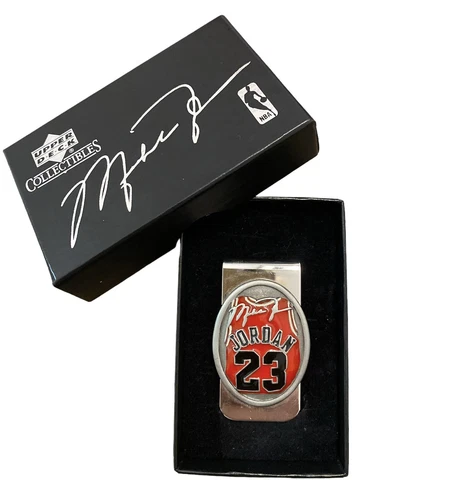 UPPER
DECK
COLLECTIBLES
NBA
JORDAN
23